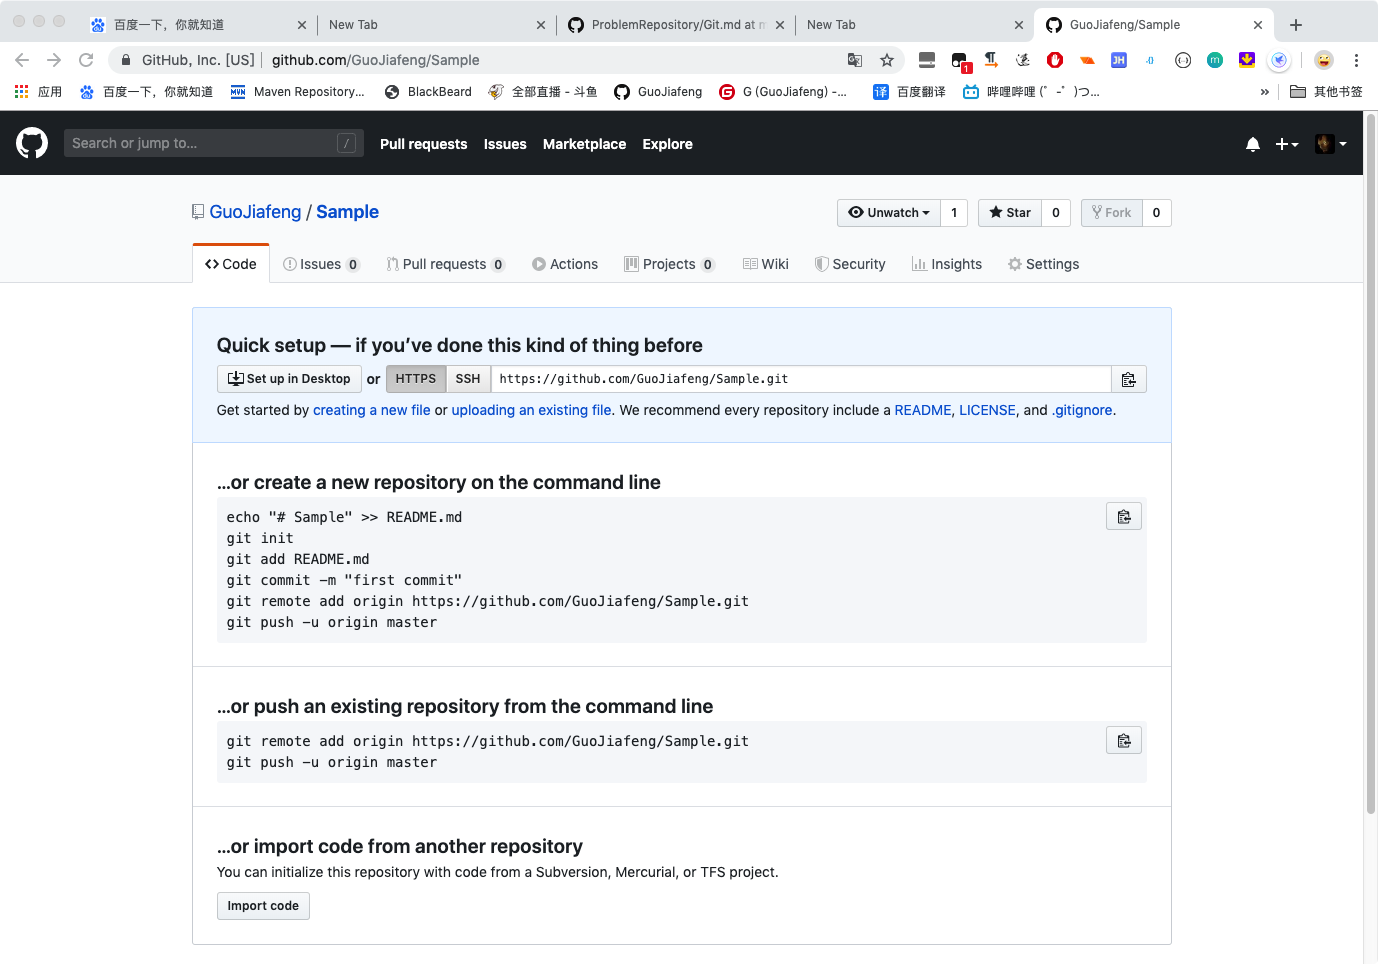 百度一下，你就知道
New Tab
ProblemRepository/Git.md at m
New Tab
GuoJiafeng/Sample
GitHub, Inc. [US] github.com/GuoJiafeng/Sample
1
JH
m
应用
百度一下，你就知道
Maven Repository...
BlackBeard
全部直播 - 斗鱼
GuoJiafeng
G (GuoJiafeng) -...
译 百度翻译
哔哩哔哩 (゜-゜)つ...
»
其他书签
Search or jump to...
/
Pull requests
Issues
Marketplace
Explore
GuoJiafeng / Sample
Unwatch 1
Star 0
Fork 0
Code
Issues 0
Pull requests 0
Actions
Projects 0
Wiki
Security
Insights
Settings
Quick setup — if you’ve done this kind of thing before
Set up in Desktop or HTTPS SSH https://github.com/GuoJiafeng/Sample.git
Get started by creating a new file or uploading an existing file. We recommend every repository include a README, LICENSE, and .gitignore.
…or create a new repository on the command line
echo "# Sample" >> README.md
git init
git add README.md
git commit -m "first commit"
git remote add origin https://github.com/GuoJiafeng/Sample.git
git push -u origin master
…or push an existing repository from the command line
git remote add origin https://github.com/GuoJiafeng/Sample.git
git push -u origin master
…or import code from another repository
You can initialize this repository with code from a Subversion, Mercurial, or TFS project.
Import code